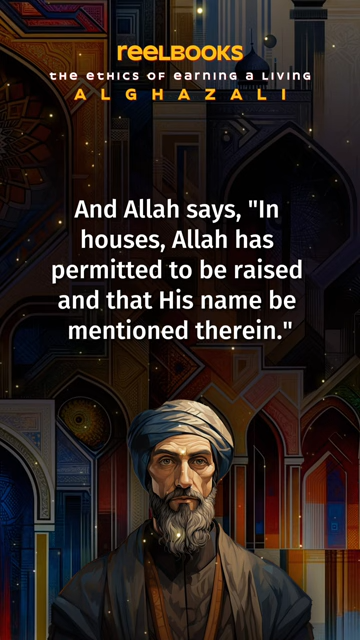 reelBOOKS
the ethics of earning a living
ALGHAZALI
And Allah says, "In
houses, Allah has
permitted to be raised
and that His name be
mentioned therein."